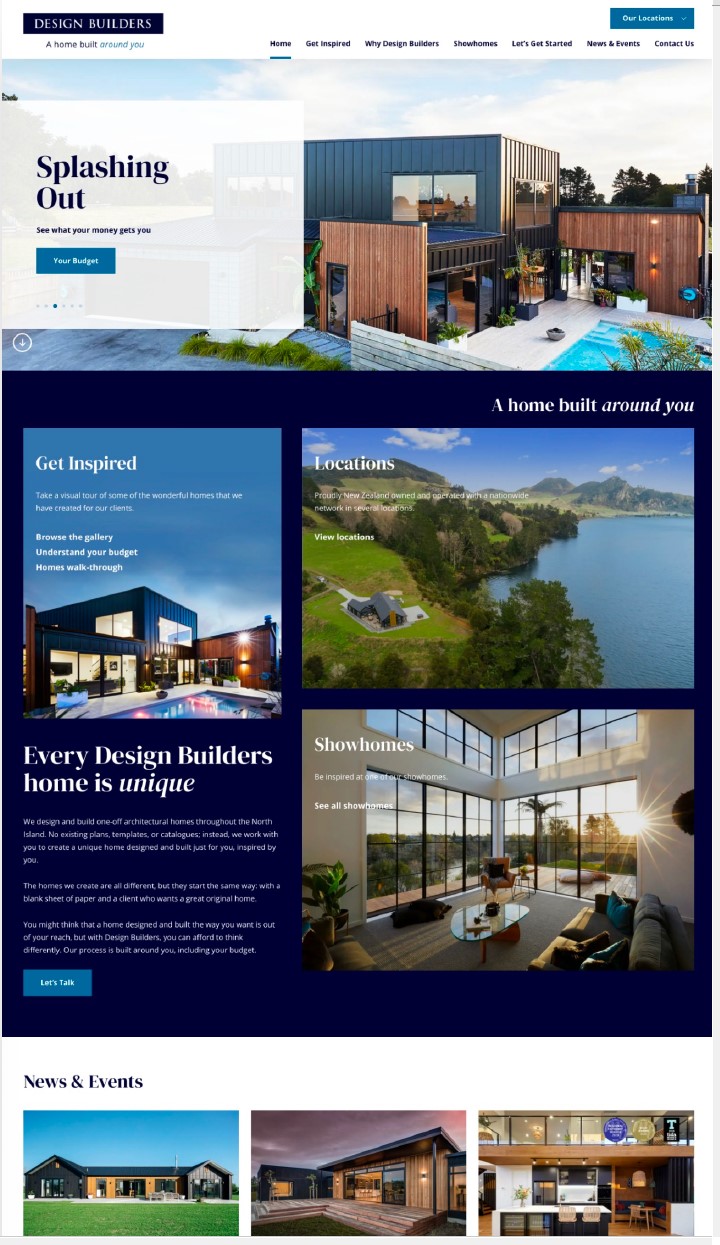 DESIGN BUILDERS
A home built around you
Our Locations
Home Get Inspired Why Design Builders Showhomes Let's Get Started News & Events Contact Us
Splashing
Out
See what your money gets you
Your Budget
A home built around you
Get Inspired
Take a visual tour of some of the wonderful homes that we
have created for our clients.
Browse the gallery
Understand your budget
Homes walk-through
Locations
Proudly New Zealand owned and operated with a nationwide
network in several locations.
View locations
Showhomes
Be inspired at one of our showhomes.
See all showhomes
Every Design Builders
home is unique
We design and build one-off architectural homes throughout the North
Island. No existing plans, templates, or catalogues; instead, we work with
you to create a unique home designed and built just for you, inspired by
you.
The homes we create are all different, but they start the same way: with a
blank sheet of paper and a client who wants a great original home.
You might think that a home designed and built the way you want is out
of your reach, but with Design Builders, you can afford to think
differently. Our process is built around you, including your budget.
Let's Talk
News & Events